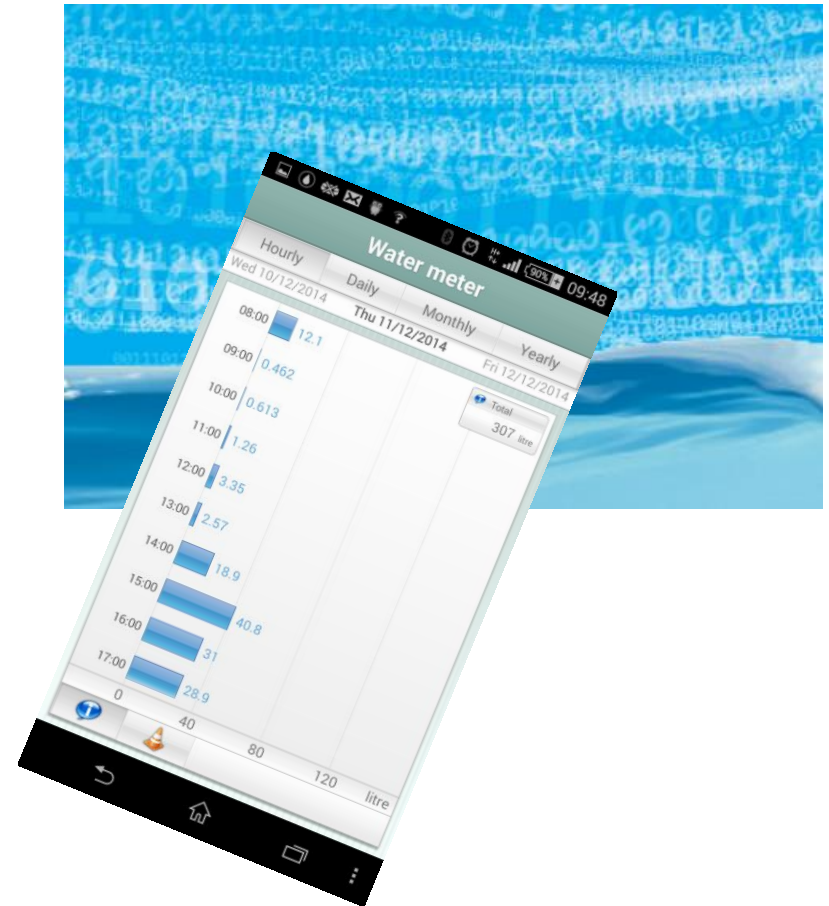 09:48
90%
Water meter
Hourly Daily Monthly Yearly
Wed 10/12/2014 Thu 11/12/2014 Fri 12/12/2014
Total
307 litre
08:00 12.1
09:00 0.462
10:00 0.613
11:00 1.26
12:00 3.35
13:00 2.57
14:00 18.9
15:00 40.8
16:00 31
17:00 28.9
0 40 80 120 litre